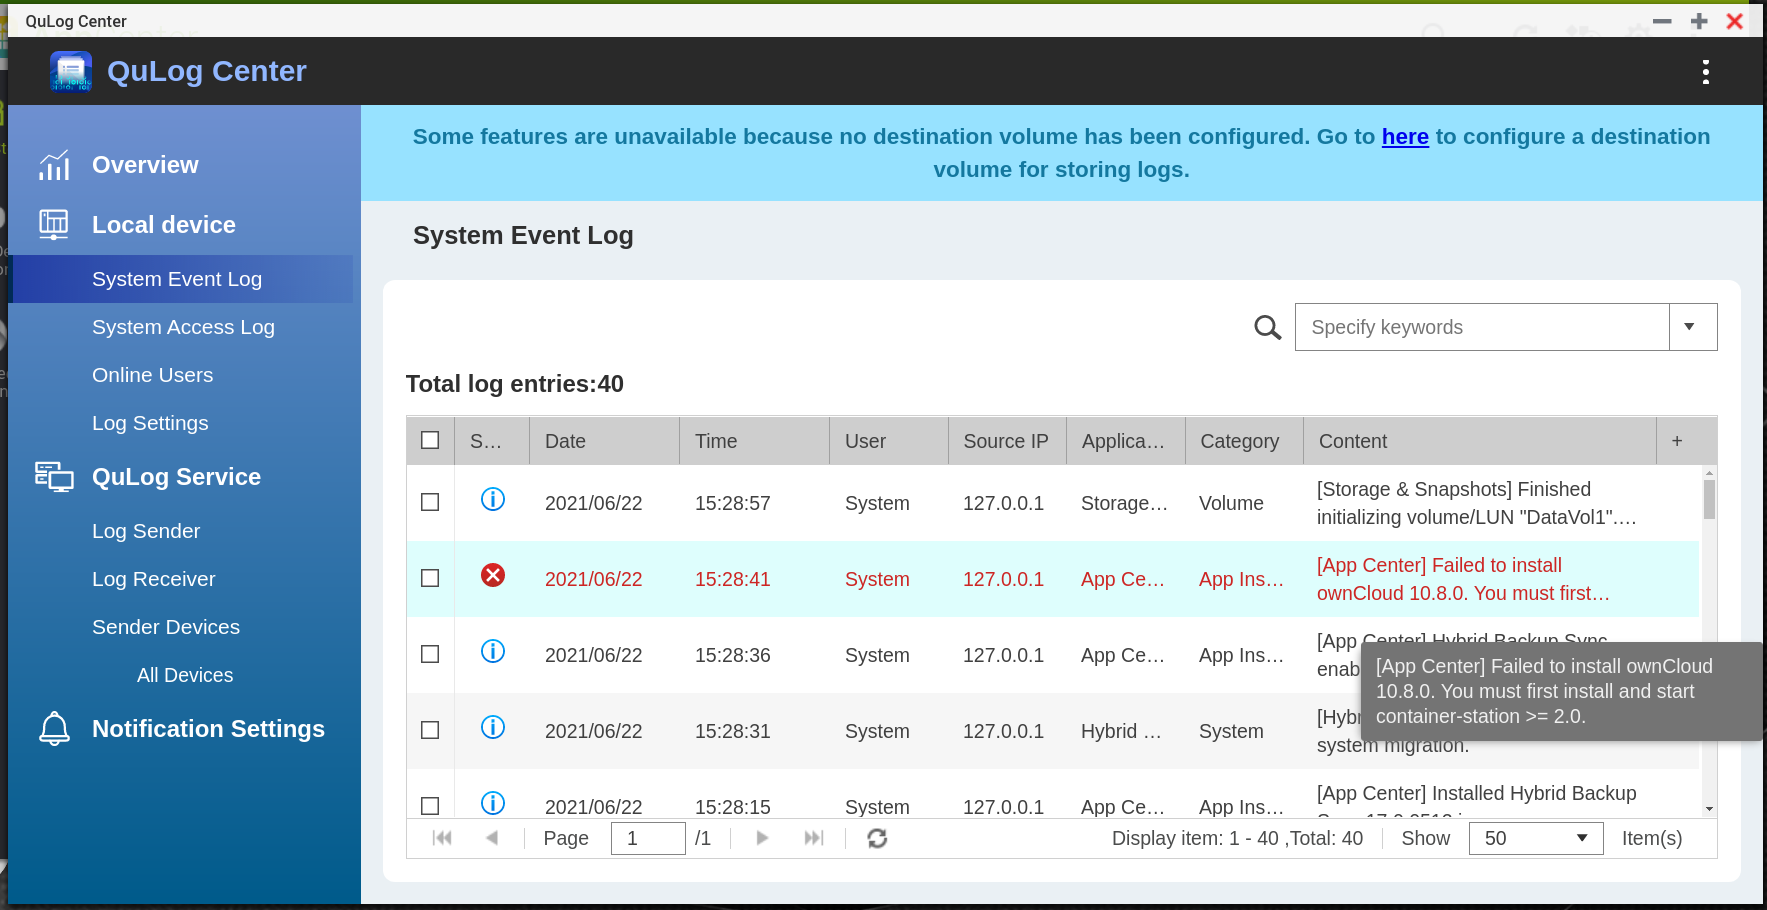 QuLog Center
QuLog Center
Some features are unavailable because no destination volume has been configured. Go to here to configure a destination
volume for storing logs.
Overview
Local device
System Event Log
System Access Log
Online Users
Log Settings
QuLog Service
Log Sender
Log Receiver
Sender Devices
All Devices
Notification Settings
System Event Log
Specify keywords
Total log entries:40
S… Date Time User Source IP Applica… Category Content +
2021/06/22 15:28:57 System 127.0.0.1 Storage… Volume [Storage & Snapshots] Finished
initializing volume/LUN "DataVol1".…
2021/06/22 15:28:41 System 127.0.0.1 App Ce… App Ins… [App Center] Failed to install
ownCloud 10.8.0. You must first…
2021/06/22 15:28:36 System 127.0.0.1 App Ce… App Ins… [App Center] Hybrid Backup Sync
enab
[App Center] Failed to install ownCloud
10.8.0. You must first install and start
container-station >= 2.0.
2021/06/22 15:28:31 System 127.0.0.1 Hybrid … System [Hybr
system migration.
2021/06/22 15:28:15 System 127.0.0.1 App Ce… App Ins… [App Center] Installed Hybrid Backup
Page 1 /1 Display item: 1 - 40 ,Total: 40 Show 50 Item(s)